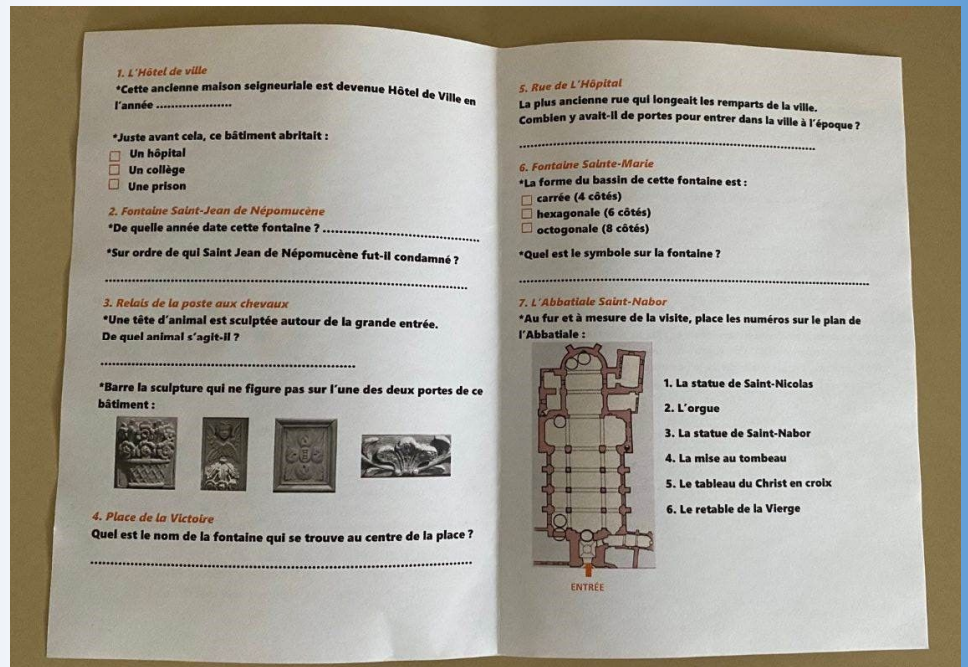 1. L'Hôtel de ville
*Cette ancienne maison seigneuriale est devenue Hôtel de Ville en
l'année ....................
*Juste avant cela, ce bâtiment abritait :
Un hôpital
Un collège
Une prison
2. Fontaine Saint-Jean de Népomucène
*De quelle année date cette fontaine ? ..........................................
*Sur ordre de qui Saint Jean de Népomucène fut-il condamné ?
..........................................................................................
3. Relais de la poste aux chevaux
*Une tête d'animal est sculptée autour de la grande entrée.
De quel animal s'agit-il ?
................................................................
*Barre la sculpture qui ne figure pas sur l'une des deux portes de ce
bâtiment :
4. Place de la Victoire
Quel est le nom de la fontaine qui se trouve au centre de la place ?
................................................................................................
5. Rue de L'Hôpital
La plus ancienne rue qui longeait les remparts de la ville.
Combien y avait-il de portes pour entrer dans la ville à l'époque ?
...........................................................................
6. Fontaine Sainte-Marie
*La forme du bassin de cette fontaine est :
carrée (4 côtés)
hexagonale (6 côtés)
octogonale (8 côtés)
*Quel est le symbole sur la fontaine ?
..........................................................................................
7. L'Abbatiale Saint-Nabor
*Au fur et à mesure de la visite, place les numéros sur le plan de
l'Abbatiale :
1. La statue de Saint-Nicolas
2. L'orgue
3. La statue de Saint-Nabor
4. La mise au tombeau
5. Le tableau du Christ en croix
6. Le retable de la Vierge
ENTRÉE